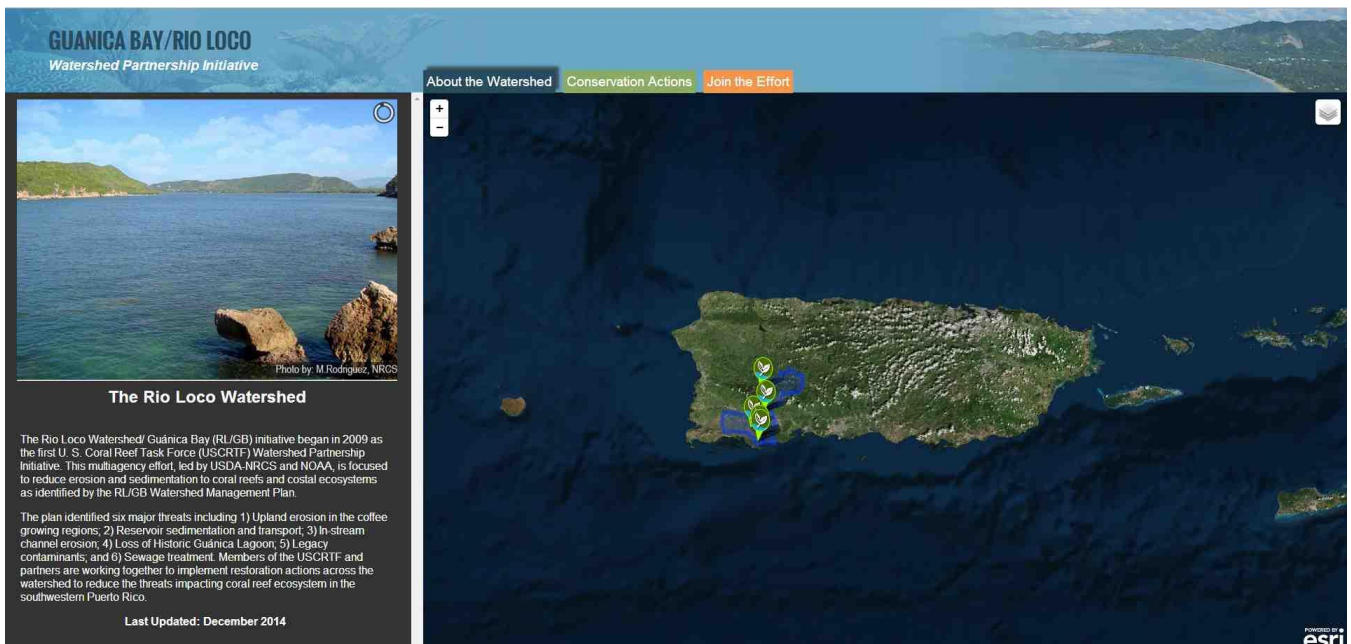 GUANICA BAY/RIO LOCO
Watershed Partnership Initiative
About the Watershed
Conservation Actions
Join the Effort
+
−
Photo by: M.Rodriguez, NRCS
The Rio Loco Watershed
The Rio Loco Watershed/ Guánica Bay (RL/GB) initiative began in 2009 as
the first U. S. Coral Reef Task Force (USCRTF) Watershed Partnership
Initiative. This multiagency effort, led by USDA-NRCS and NOAA, is focused
to reduce erosion and sedimentation to coral reefs and costal ecosystems
as identified by the RL/GB Watershed Management Plan.
The plan identified six major threats including 1) Upland erosion in the coffee
growing regions; 2) Reservoir sedimentation and transport; 3) In-stream
channel erosion; 4) Loss of Historic Guánica Lagoon; 5) Legacy
contaminants; and 6) Sewage treatment. Members of the USCRTF and
partners are working together to implement restoration actions across the
watershed to reduce the threats impacting coral reef ecosystem in the
southwestern Puerto Rico.
Last Updated: December 2014
POWERED BY
esri